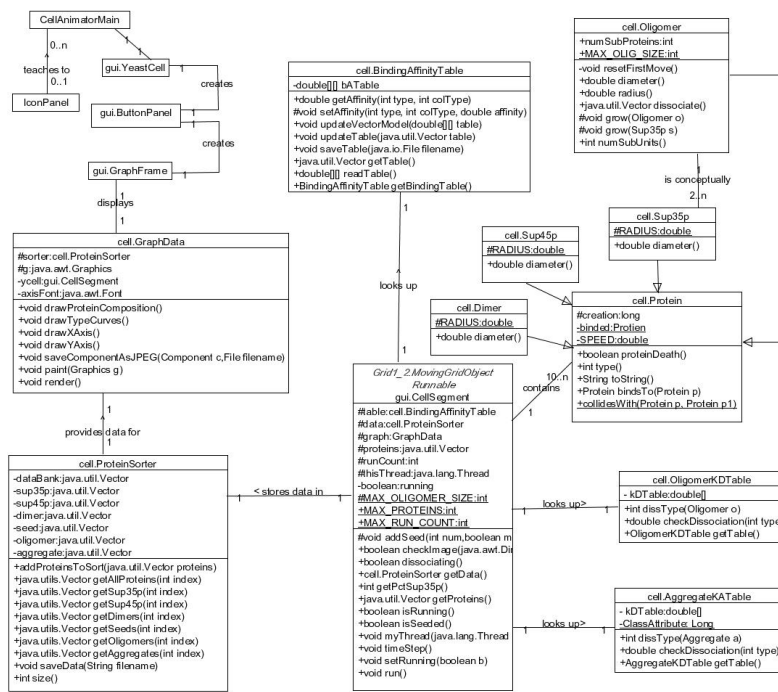 CellAnimatorMain
0..n
teaches to
0..1
IconPanel
1
1
gui.YeastCell
1
creates
gui.ButtonPanel
1
1
creates
gui.GraphFrame
1
1
displays
1
cell.GraphData
#sorter:cell.ProteinSorter
#g:java.awt.Graphics
-ycell:gui.CellSegment
-axisFont:java.awt.Font
+void drawProteinComposition()
+void drawTypeCurves()
+void drawXAxis()
+void drawYAxis()
+void saveComponentAsJPEG(Component c,File filename)
+void paint(Graphics g)
+void render()
1
provides data for
1
cell.ProteinSorter
-dataBank:java.util.Vector
-sup35p:java.util.Vector
-sup45p:java.util.Vector
-dimer:java.util.Vector
-seed:java.util.Vector
-oligomer:java.util.Vector
-aggregate:java.util.Vector
+addProteinsToSort(java.util.Vector proteins)
+java.utils.Vector getAllProteins(int index)
+java.utils.Vector getSup35p(int index)
+java.utils.Vector getSup45p(int index)
+java.utils.Vector getDimers(int index)
+java.utils.Vector getSeeds(int index)
+java.utils.Vector getOligomers(int index)
+java.utils.Vector getAggregates(int index)
+void saveData(String filename)
+int size()
1
< stores data in
1
cell.BindingAffinityTable
-double[][] bATable
+double getAffinity(int type, int colType)
#void setAffinity(int type, int colType, double affinity)
+void updateVectorModel(double[][] table)
+void updateTable(java.util.Vector table)
+void saveTable(java.io.File filename)
+java.util.Vector getTable()
+double[][] readTable()
+BindingAffinityTable getBindingTable()
1
looks up
1
Grid1_2.MovingGridObject
Runnable
gui.CellSegment
#table:cell.BindingAffinityTable
#data:cell.ProteinSorter
#graph:GraphData
#proteins:java.util.Vector
#runCount:int
#thisThread:java.lang.Thread
-boolean:running
#MAX_OLIGOMER_SIZE:int
+MAX_PROTEINS:int
+MAX_RUN_COUNT:int
#void addSeed(int num,boolean m
+boolean checkImage(java.awt.Di
+boolean dissociating()
+cell.ProteinSorter getData()
+int getPctSup35p()
+java.util.Vector getProteins()
+boolean isRunning()
+boolean isSeeded()
+void myThread(java.lang.Thread
+void timeStep()
+void setRunning(boolean b)
+void run()
cell.Oligomer
+numSubProteins:int
+MAX_OLIG_SIZE:int
-void resetFirstMove()
+double diameter()
+double radius()
+java.util.Vector dissociate()
#void grow(Oligomer o)
#void grow(Sup35p s)
+int numSubUnits()
is conceptually
1
2..n
cell.Sup35p
#RADIUS:double
+double diameter()
cell.Sup45p
#RADIUS:double
+double diameter()
cell.Dimer
#RADIUS:double
+double diameter()
cell.Protein
#creation:long
-binded:Protien
-SPEED:double
+boolean proteinDeath()
+int type()
+String toString()
+Protein bindsTo(Protein p)
+collidesWith(Protein p, Protein p1)
10..n
contains
1
1
looks up>
1
cell.OligomerKDTable
- kDTable:double[]
+int dissType(Oligomer o)
+double checkDissociation(int type
+OligomerKDTable getTable()
1
looks up>
1
cell.AggregateKATable
- kDTable:double[]
-ClassAttribute: Long
+int dissType(Aggregate a)
+double checkDissociation(int type)
+AggregateKDTable getTable()